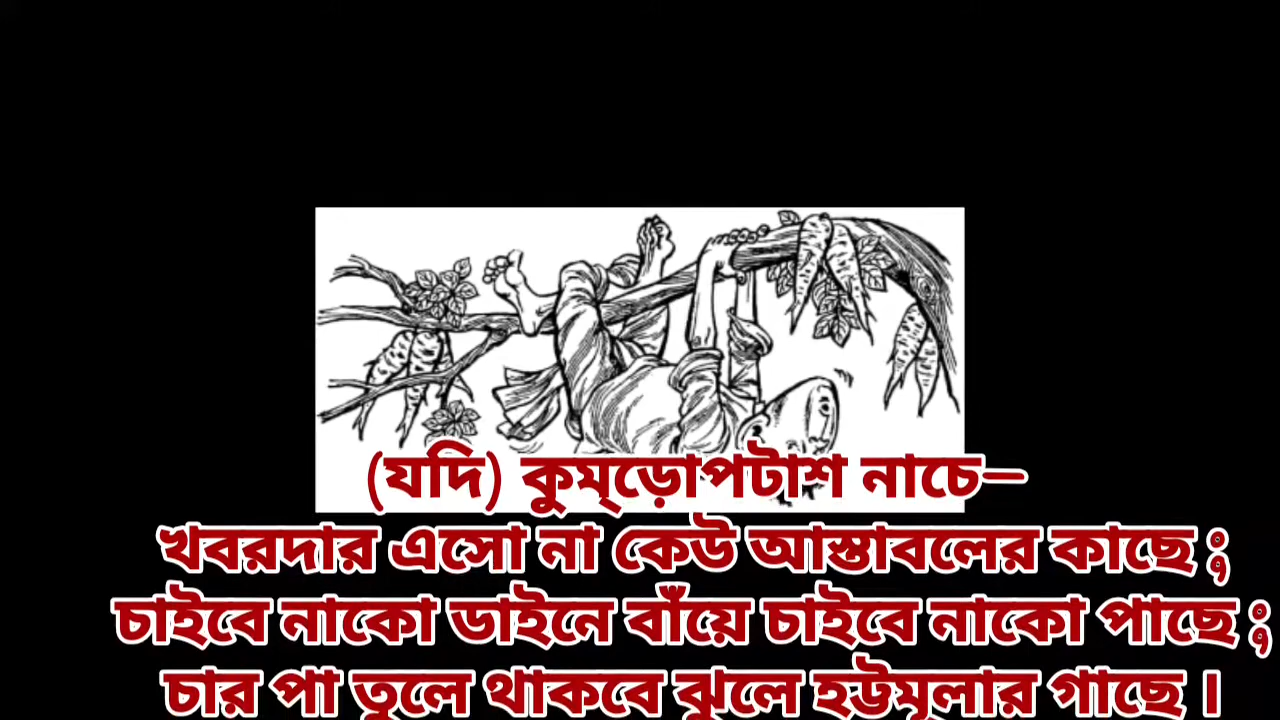 (যদি) কুম্‌ড়োপটাশ নাচে—
খবরদার এসো না কেউ আস্তাবলের কাছে ;
চাইবে নাকো ডাইনে বাঁয়ে চাইবে নাকো পাছে ;
চার পা তুলে থাকবে ঝুলে হট্টমূলার গাছে ।